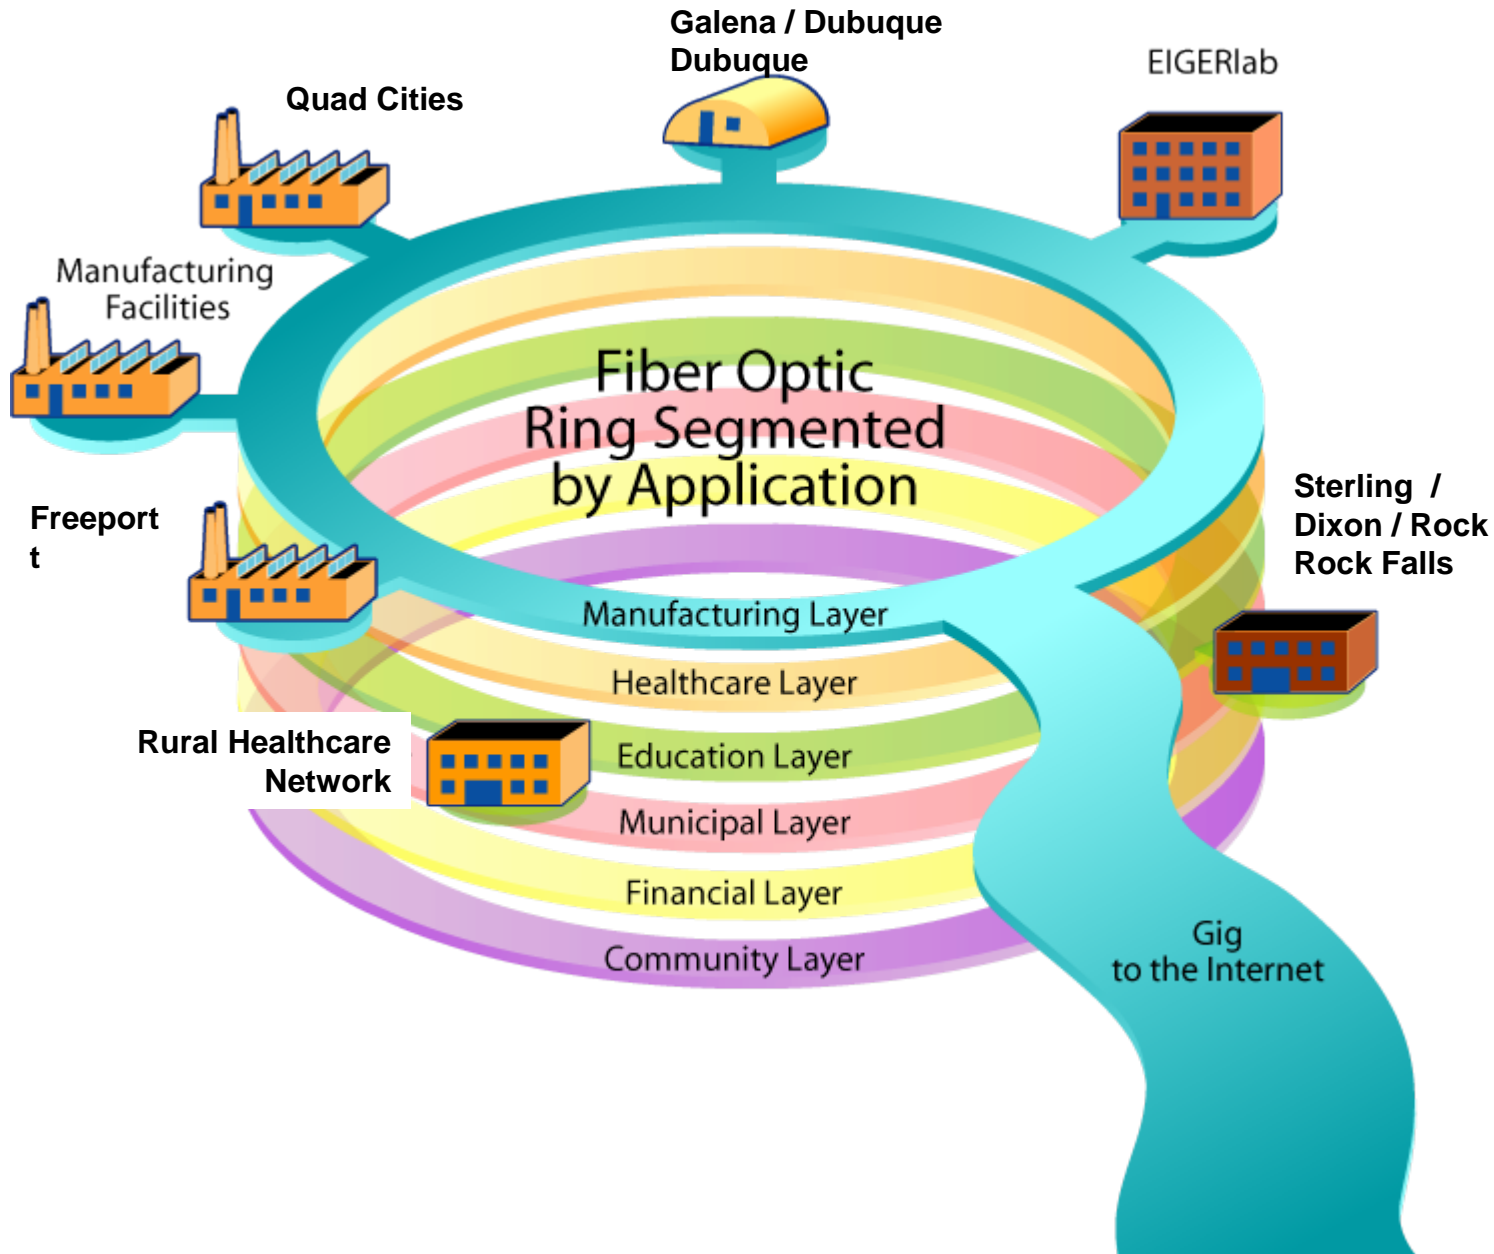 Galena / Dubuque
Dubuque
EIGERlab
Quad Cities
Manufacturing
Facilities
Fiber Optic
Ring Segmented
by Application
Freeport
t
Sterling  /
Dixon / Rock
Rock Falls
Manufacturing Layer
Healthcare Layer
Rural Healthcare
Network
Education Layer
Municipal Layer
Financial Layer
Community Layer
Gig
to the Internet